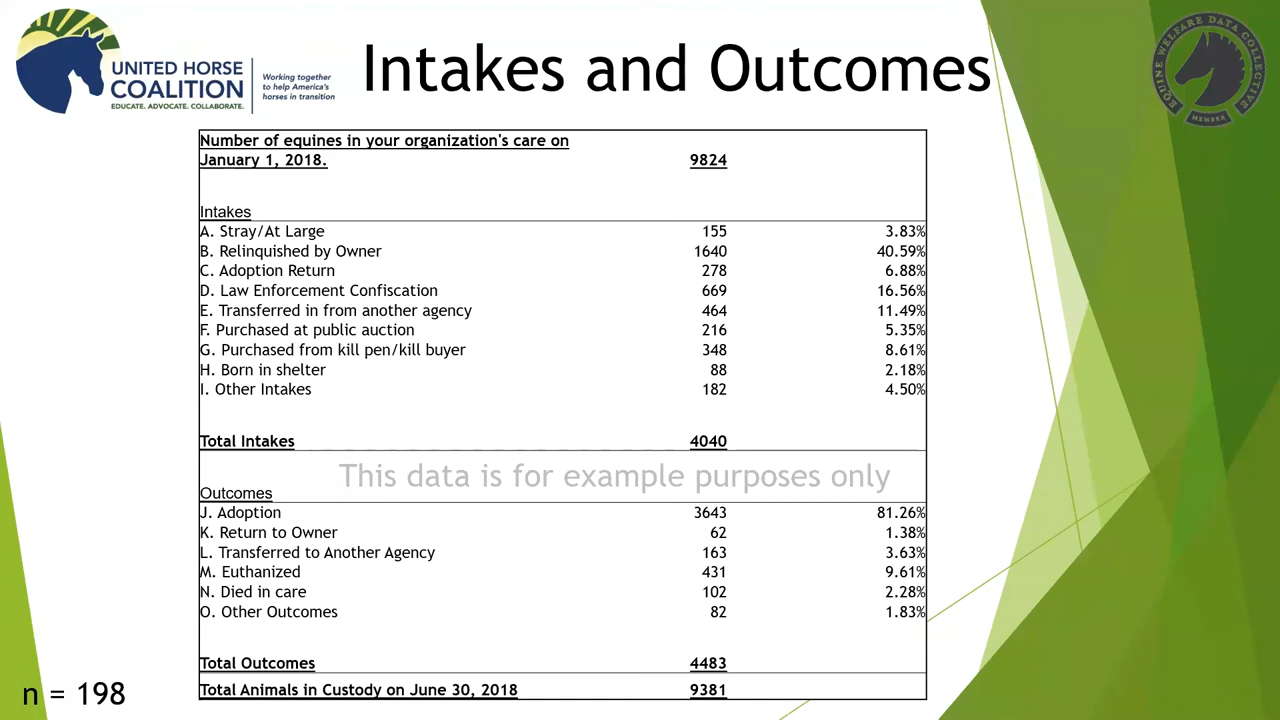 Intakes and Outcomes
UNITED HORSE
COALITION
EDUCATE. ADVOCATE. COLLABORATE.
Working together
to help America's
horses in transition
EQUINE WELFARE DATA COLLECTIVE
MEMBER
Number of equines in your organization's care on
January 1, 2018. 9824
Intakes
A. Stray/At Large 155 3.83%
B. Relinquished by Owner 1640 40.59%
C. Adoption Return 278 6.88%
D. Law Enforcement Confiscation 669 16.56%
E. Transferred in from another agency 464 11.49%
F. Purchased at public auction 216 5.35%
G. Purchased from kill pen/kill buyer 348 8.61%
H. Born in shelter 88 2.18%
I. Other Intakes 182 4.50%
Total Intakes 4040
This data is for example purposes only
Outcomes
J. Adoption 3643 81.26%
K. Return to Owner 62 1.38%
L. Transferred to Another Agency 163 3.63%
M. Euthanized 431 9.61%
N. Died in care 102 2.28%
O. Other Outcomes 82 1.83%
Total Outcomes 4483
Total Animals in Custody on June 30, 2018 9381
n = 198